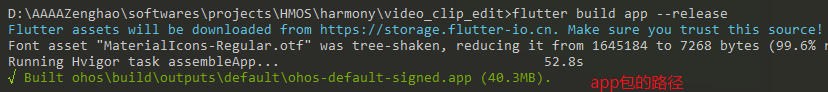 D:\AAAAZenghao\softwares\projects\HMOS\harmony\video_clip_edit>flutter build app --release
Flutter assets will be downloaded from https://storage.flutter-io.cn. Make sure you trust this source!
Font asset "MaterialIcons-Regular.otf" was tree-shaken, reducing it from 1645184 to 7268 bytes (99.6% r
Running Hvigor task assembleApp... 52.8s
√ Built ohos\build\outputs\default\ohos-default-signed.app (40.3MB).
app包的路径